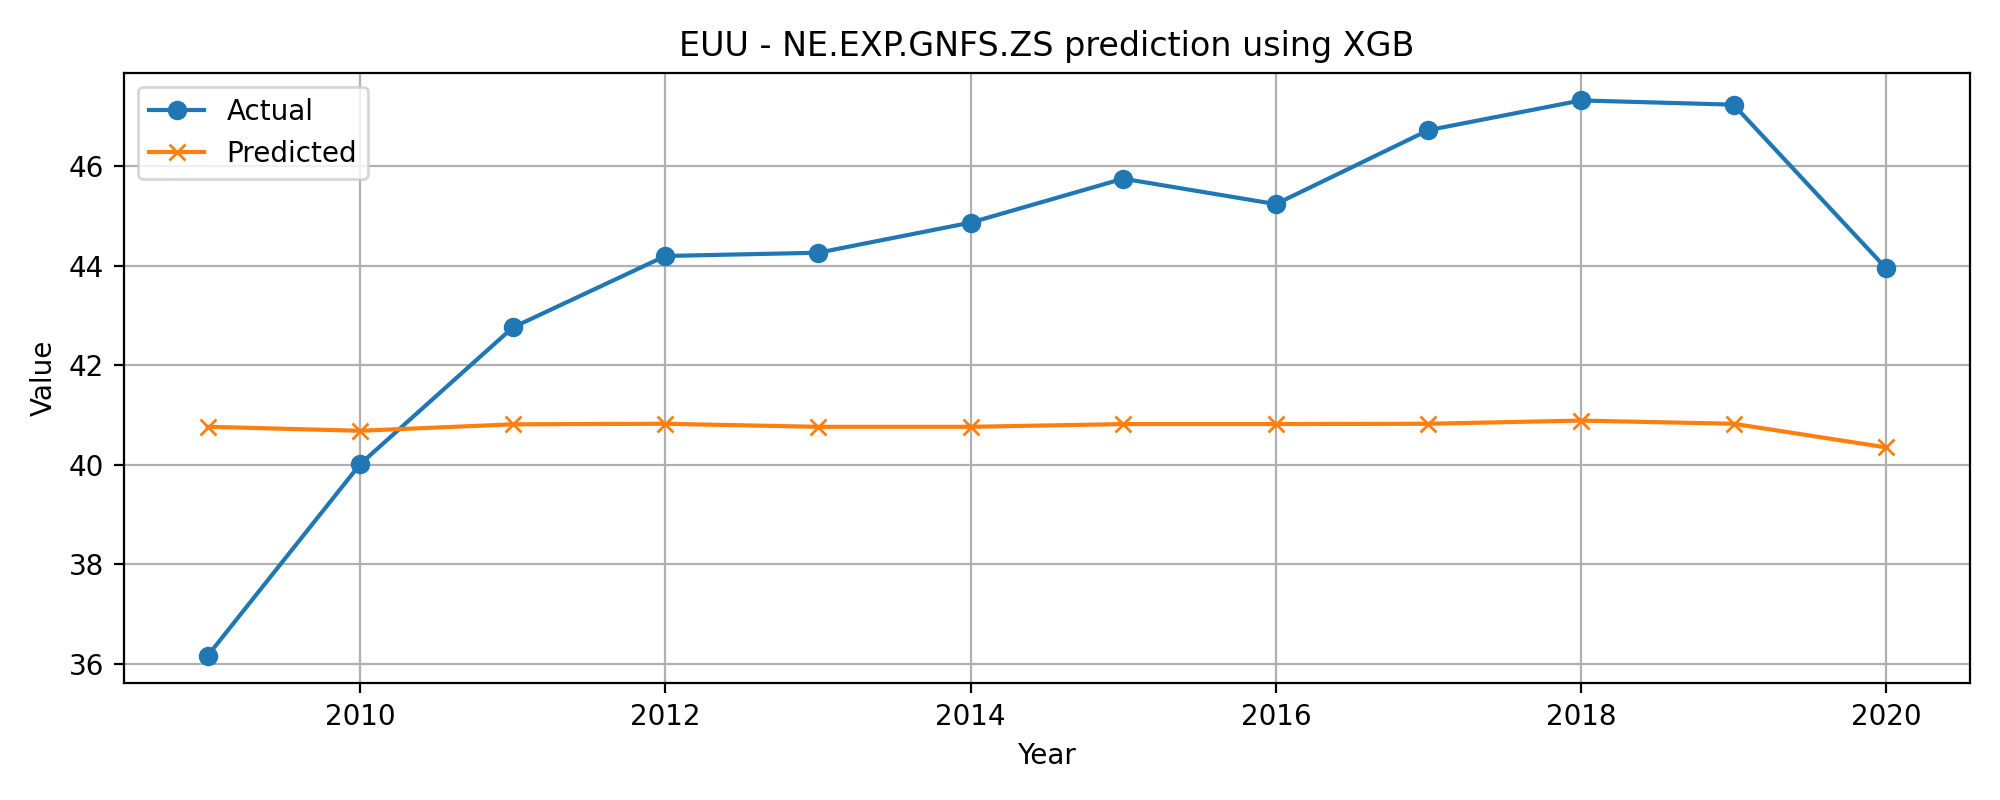 EUU - NE.EXP.GNFS.ZS prediction using XGB
Actual
Predicted
Value
46
44
42
40
38
36
2010 2012 2014 2016 2018 2020
Year